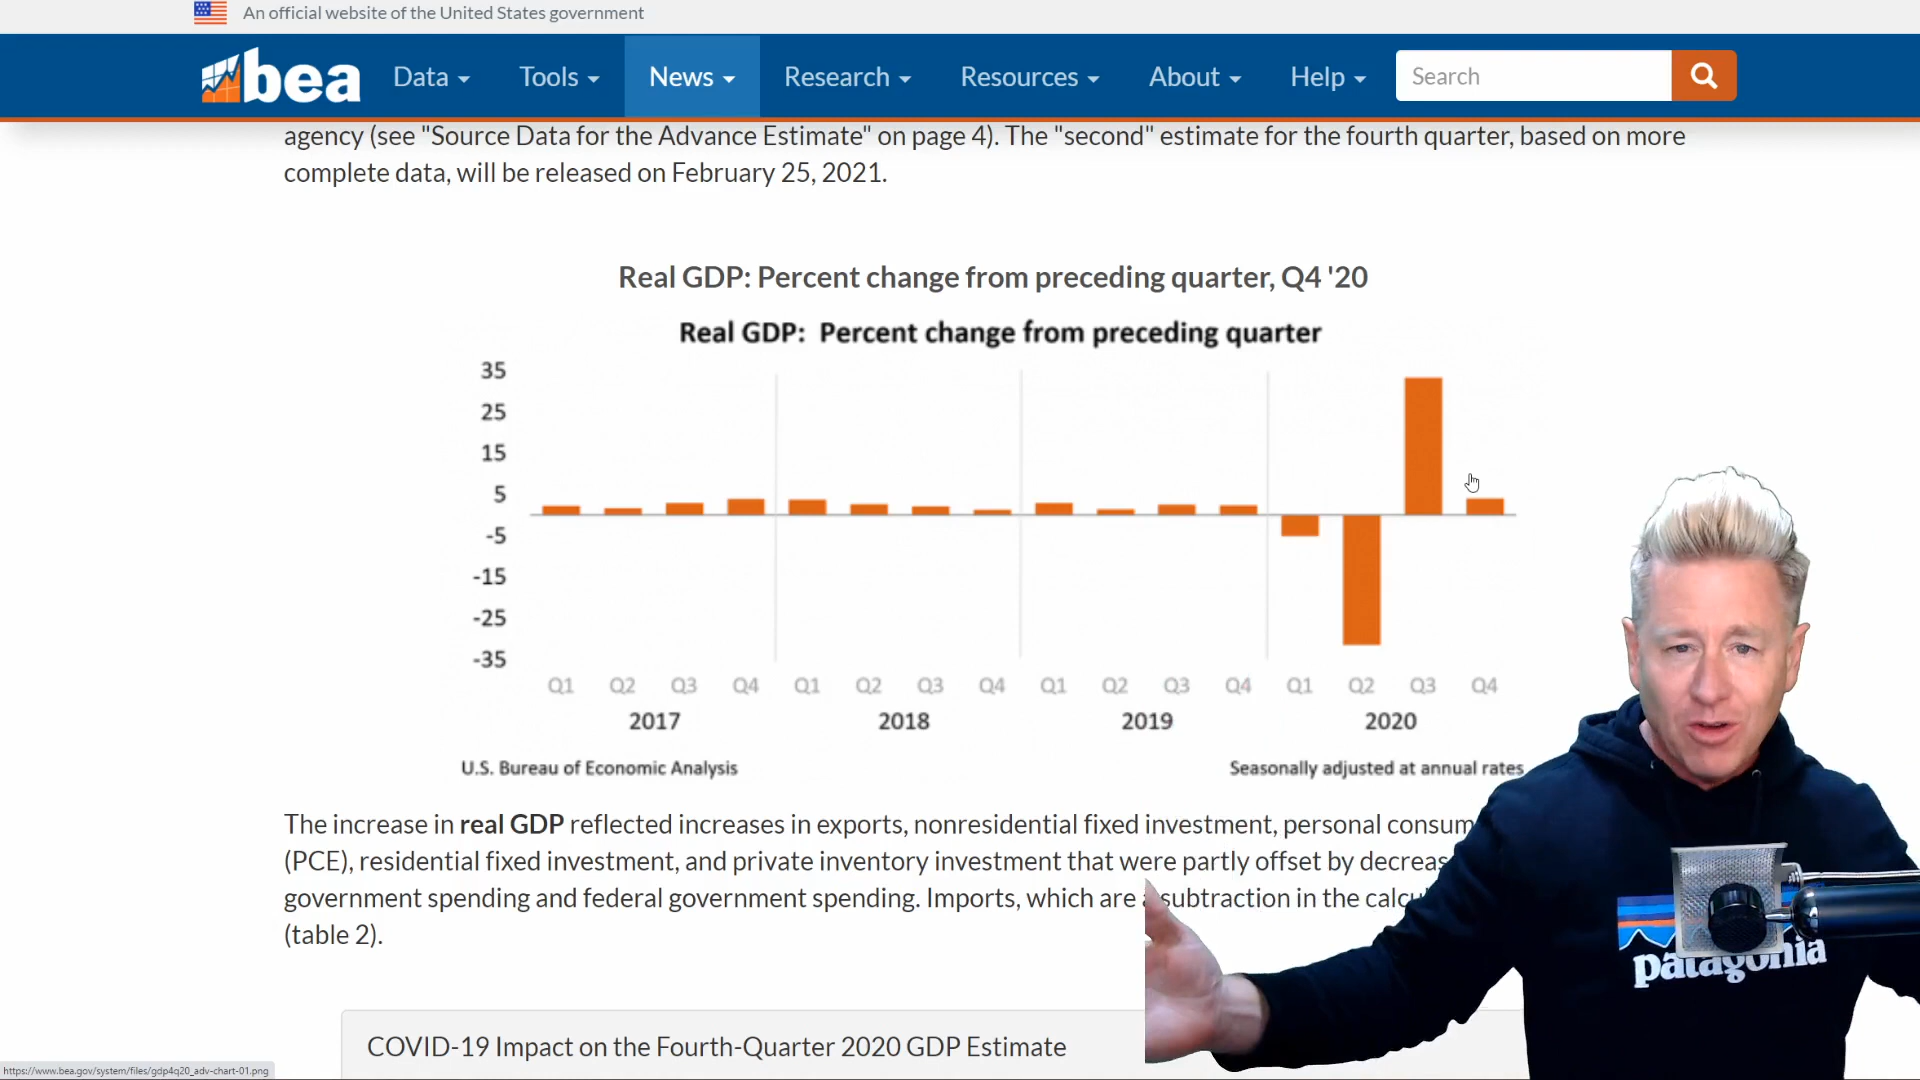 An official website of the United States government
bea
Data
Tools
News
Research
Resources
About
Help
Search
agency (see "Source Data for the Advance Estimate" on page 4). The "second" estimate for the fourth quarter, based on more
complete data, will be released on February 25, 2021.
Real GDP: Percent change from preceding quarter, Q4 '20
Real GDP: Percent change from preceding quarter
35
25
15
5
-5
-15
-25
-35
Q1 Q2 Q3 Q4 Q1 Q2 Q3 Q4 Q1 Q2 Q3 Q4 Q1 Q2 Q3 Q4
2017 2018 2019 2020
U.S. Bureau of Economic Analysis
Seasonally adjusted at annual rates
The increase in real GDP reflected increases in exports, nonresidential fixed investment, personal consum
(PCE), residential fixed investment, and private inventory investment that were partly offset by decreas
government spending and federal government spending. Imports, which are a subtraction in the calcu
(table 2).
patagonia
COVID-19 Impact on the Fourth-Quarter 2020 GDP Estimate
https://www.bea.gov/system/files/gdp4q20_adv-chart-01.png